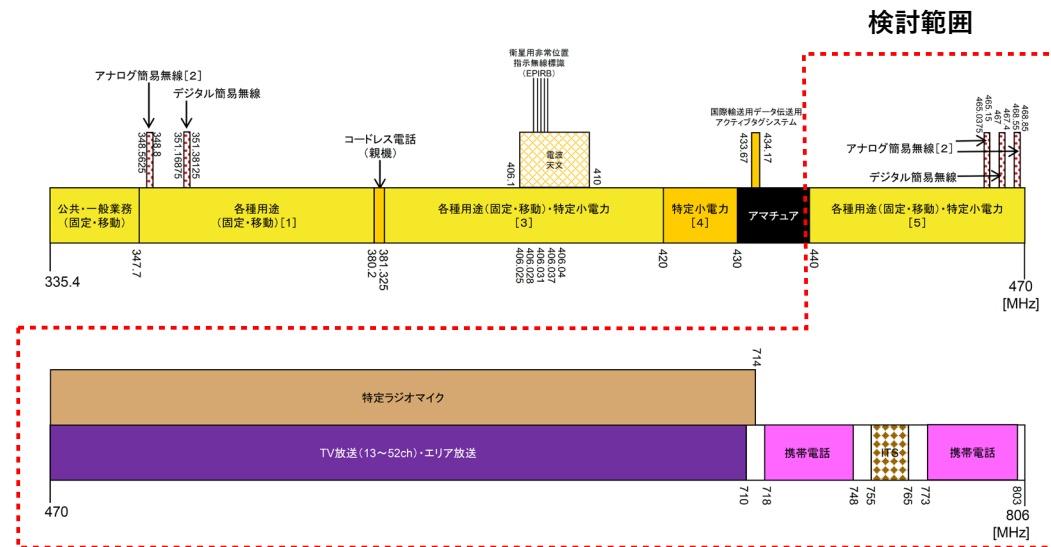 検討範囲
衛星用非常位置
指示無線標識
(EPIRB)
アナログ簡易無線[2]
デジタル簡易無線
コードレス電話
(親機)
国際輸送用データ伝送用
アクティブタグシステム
348.5625
348.8
351.16875
351.38125
406.1
電波
天文
410
433.67
434.17
アナログ簡易無線[2]
デジタル簡易無線
465.0375
465.15
467
467.4
468.55
468.85
公共・一般業務
(固定・移動)
各種用途
(固定・移動)[1]
各種用途(固定・移動)・特定小電力
[3]
特定小電力
[4]
アマチュア
各種用途(固定・移動)・特定小電力
[5]
335.4
347.7
380.2
381.325
406.025
406.028
406.031
406.037
406.04
420
430
440
470
[MHz]
714
特定ラジオマイク
TV放送(13～52ch)・エリア放送
携帯電話
ITS
携帯電話
470
710
718
748
755
765
773
803
806
[MHz]